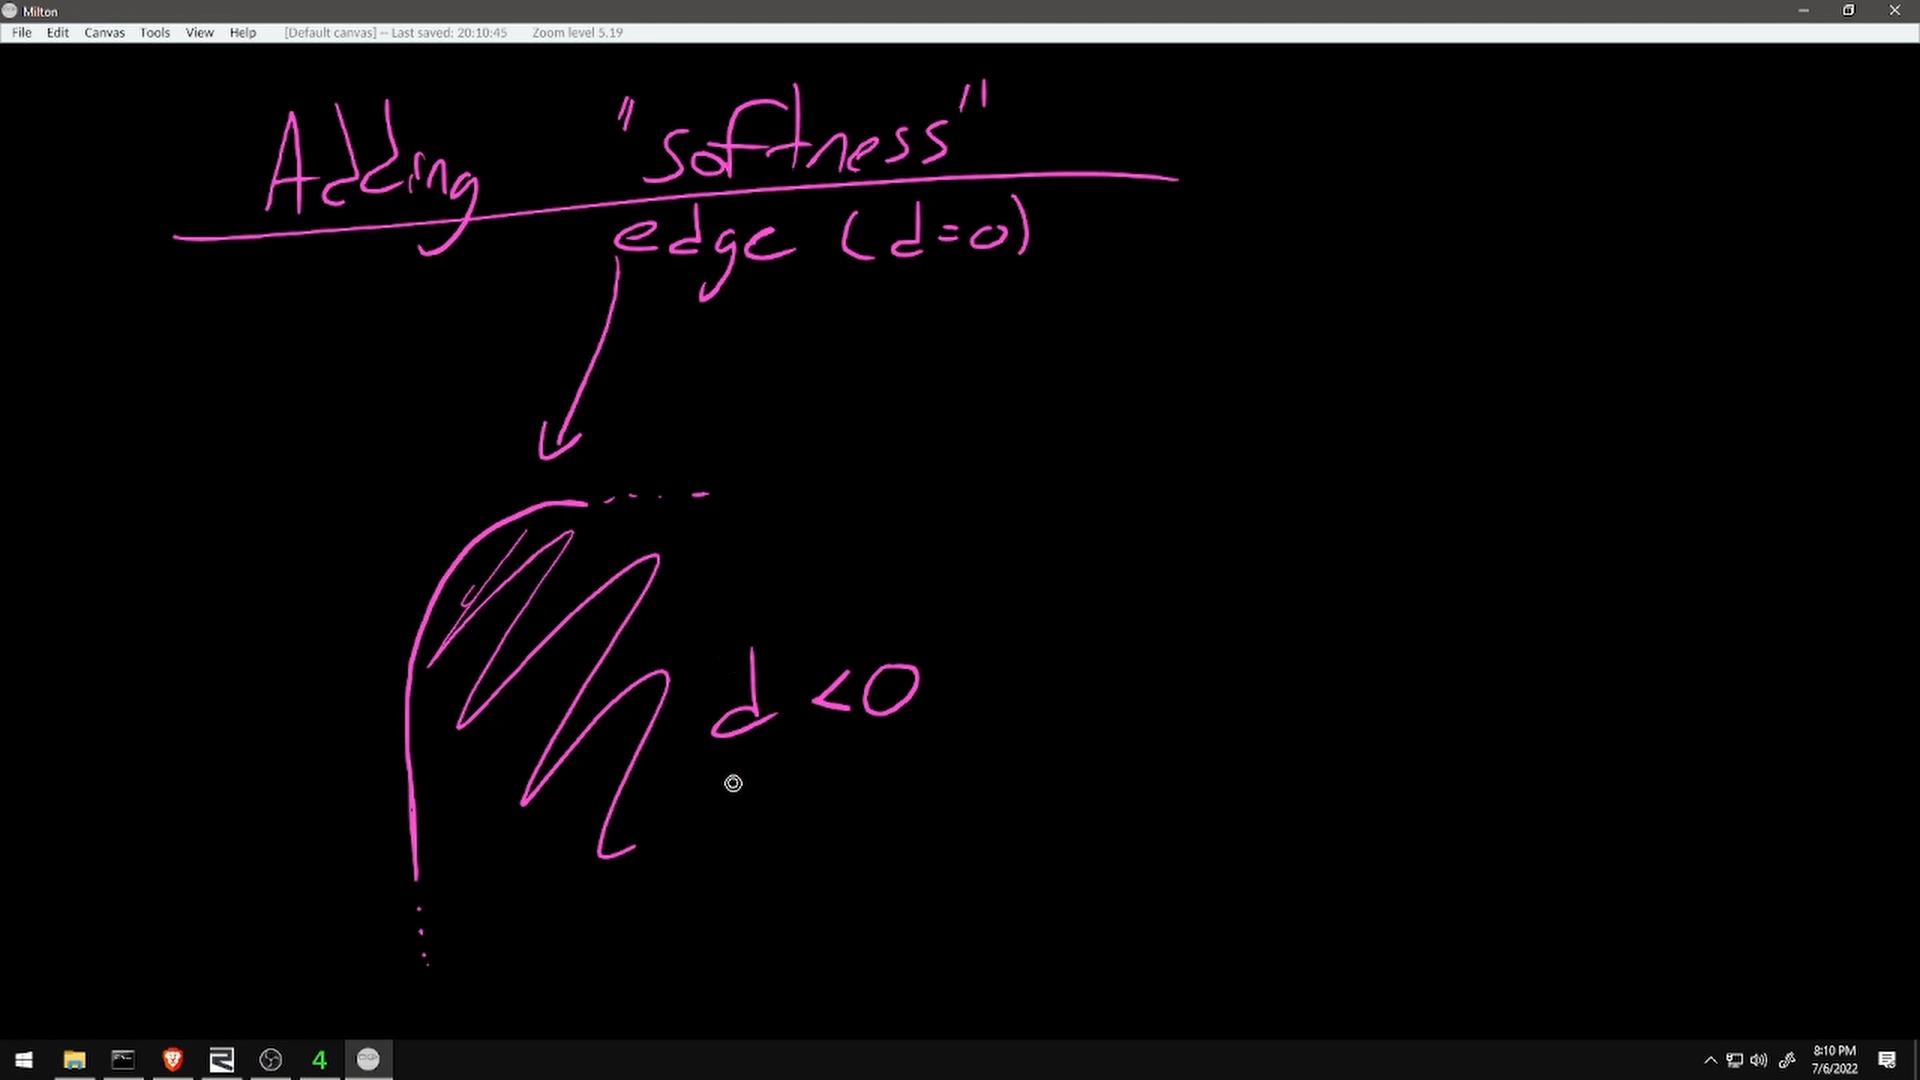 Milton
File Edit Canvas Tools View Help [Default canvas] -- Last saved: 20:10:45 Zoom level 5.19
Adding "softness"
edge (d=0)
d <0
4
8:10 PM
7/6/2022